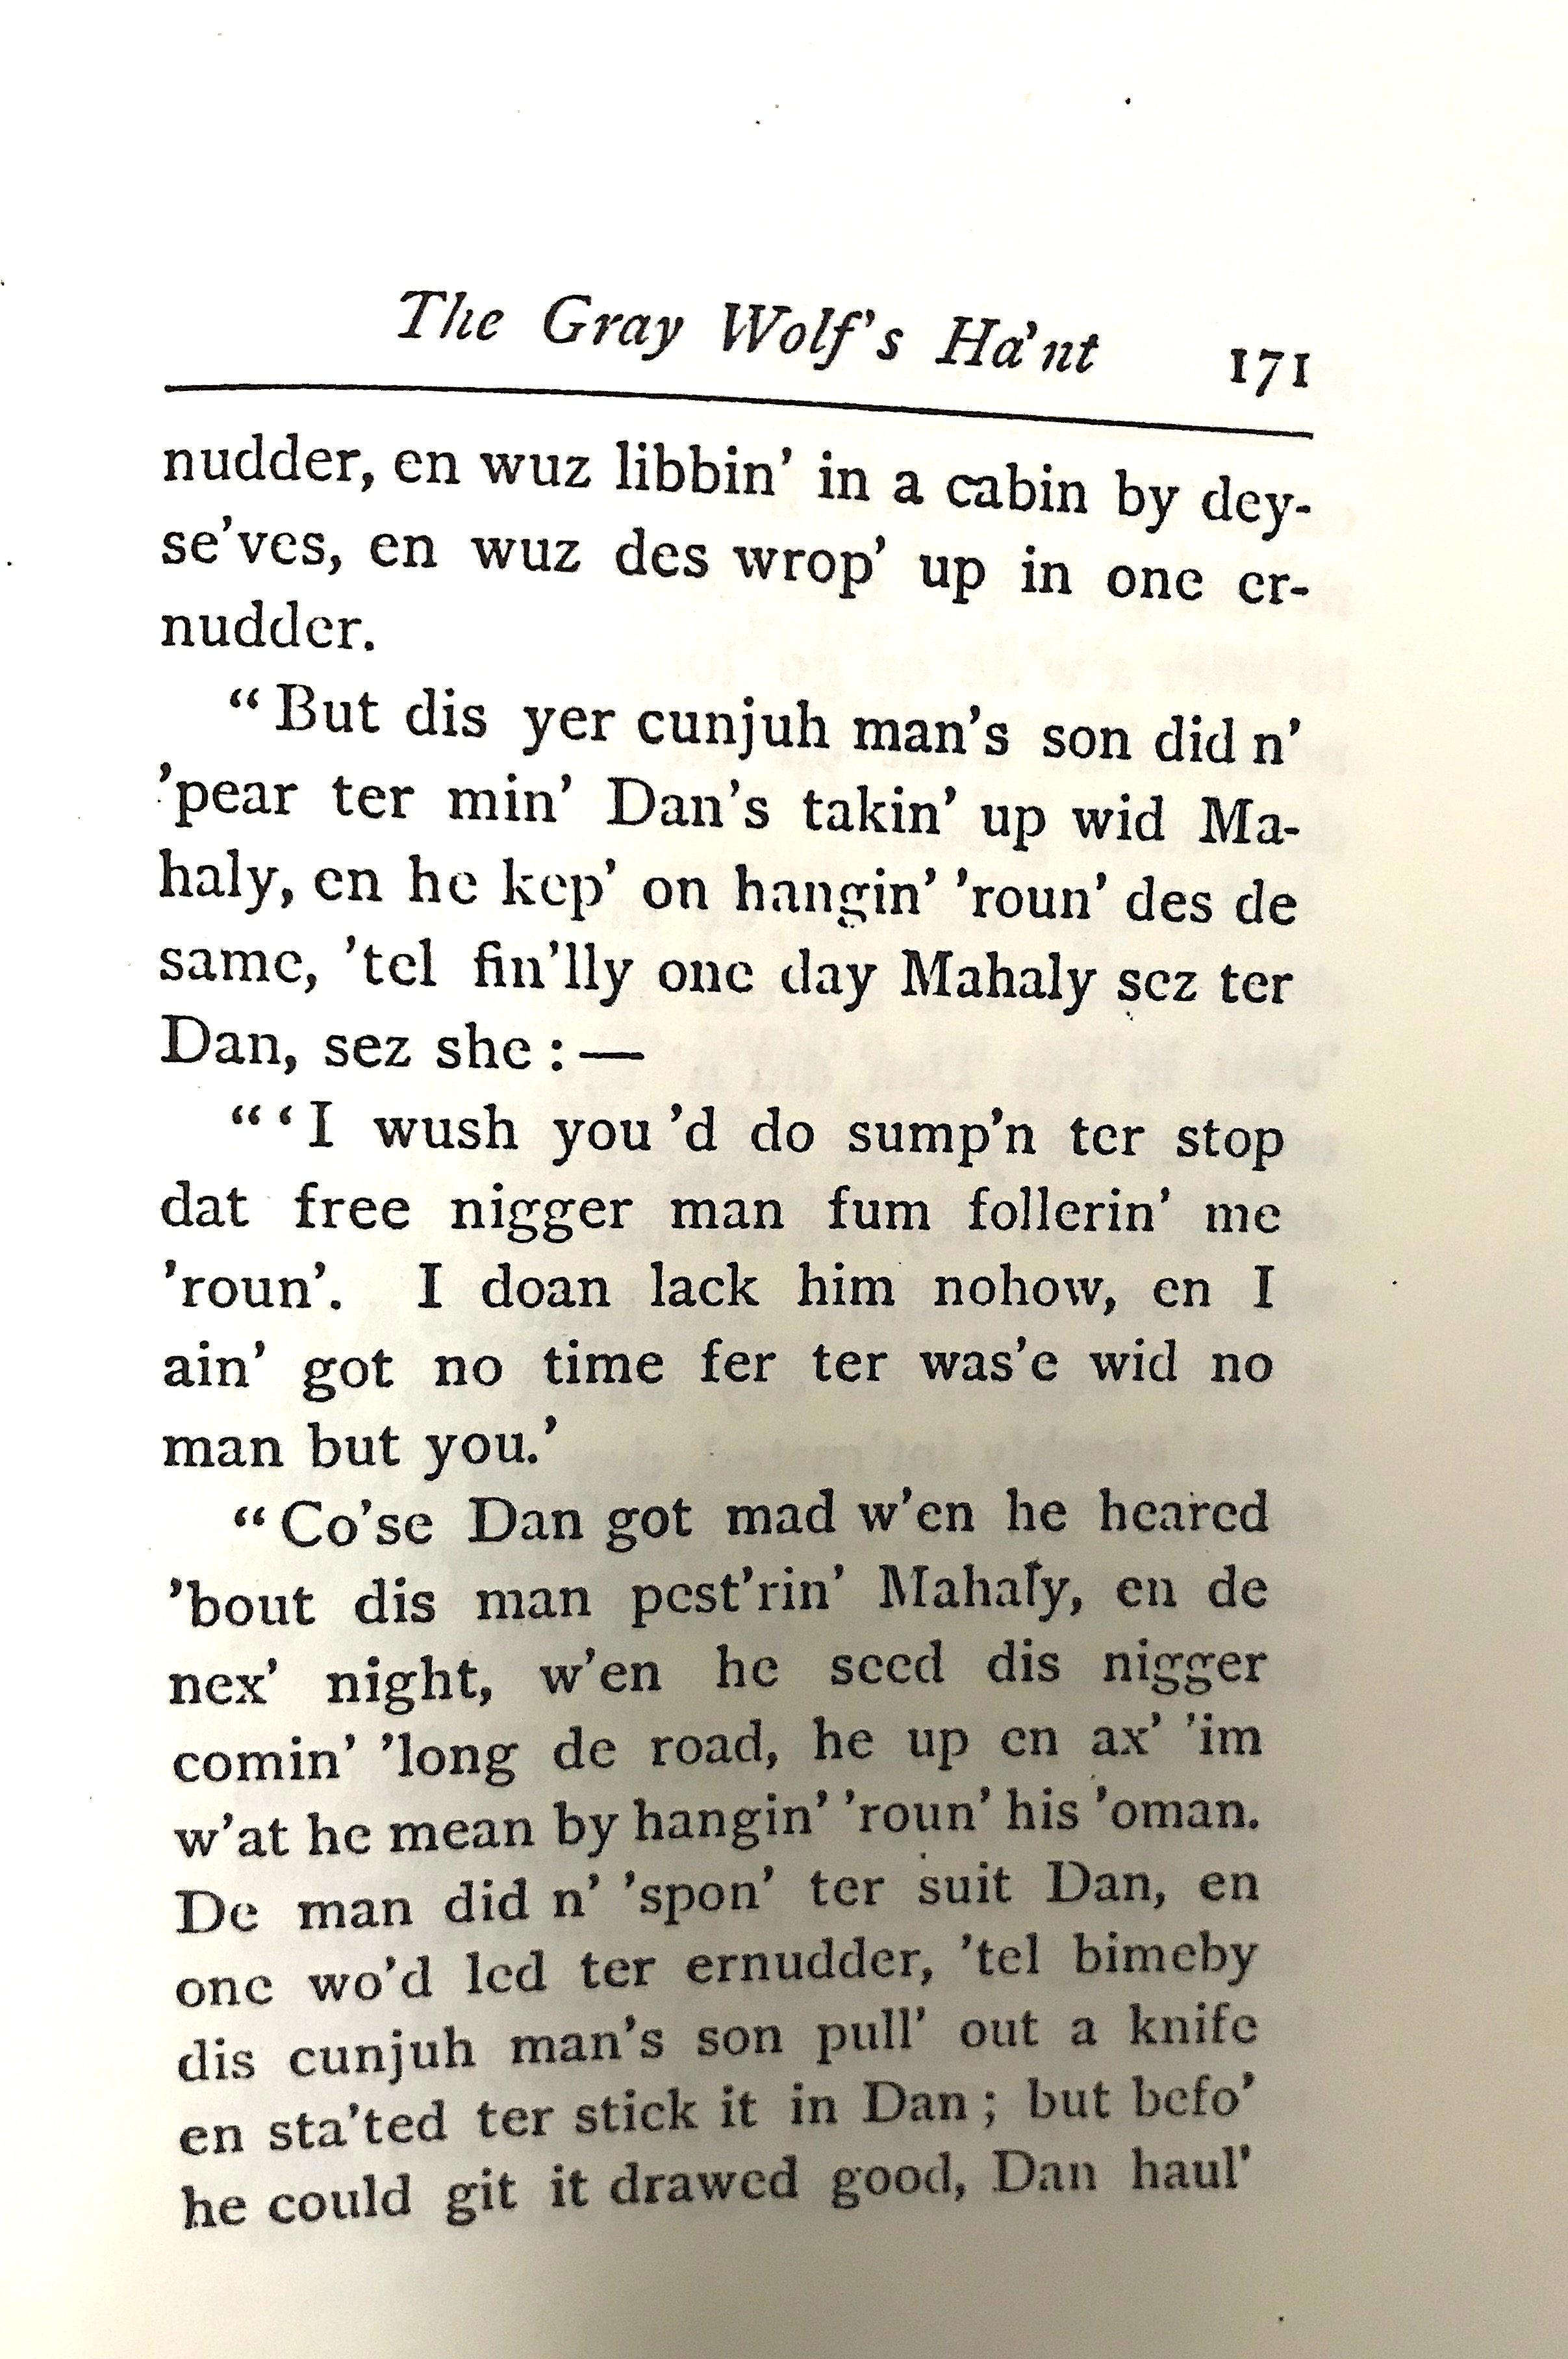 The Gray Wolf's Ha'nt 171
nudder, en wuz libbin' in a cabin by dey-
se'ves, en wuz des wrop' up in one er-
nudder.
“But dis yer cunjuh man's son did n'
'pear ter min' Dan's takin' up wid Ma-
haly, en he kep' on hangin' 'roun' des de
same, 'tel fin'lly one day Mahaly sez ter
Dan, sez she : —
“‘I wush you 'd do sump'n ter stop
dat free nigger man fum follerin' me
'roun'. I doan lack him nohow, en I
ain' got no time fer ter was'e wid no
man but you.’
“Co'se Dan got mad w'en he heared
'bout dis man pest'rin' Mahaly, en de
nex' night, w'en he seed dis nigger
comin' 'long de road, he up en ax' 'im
w'at he mean by hangin' 'roun' his 'oman.
De man did n' 'spon' ter suit Dan, en
one wo'd led ter ernudder, 'tel bimeby
dis cunjuh man's son pull' out a knife
en sta'ted ter stick it in Dan ; but befo'
he could git it drawed good, Dan haul'